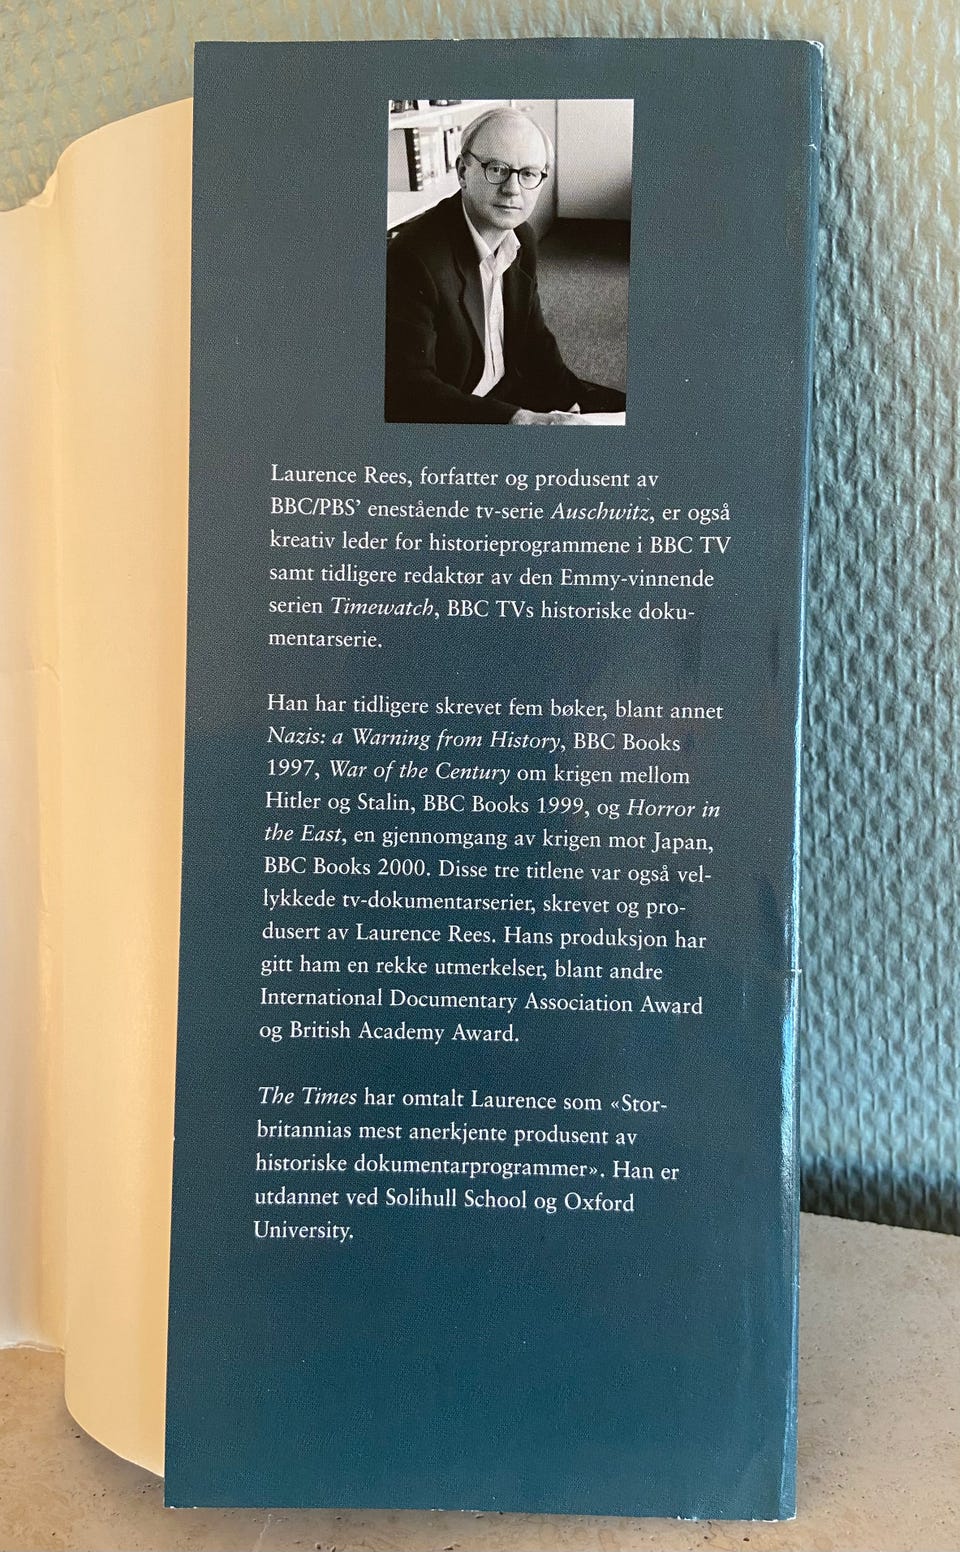 Laurence Rees, forfatter og produsent av
BBC/PBS’ enestående tv-serie Auschwitz, er også
kreativ leder for historieprogrammene i BBC TV
samt tidligere redaktør av den Emmy-vinnende
serien Timewatch, BBC TVs historiske doku-
mentarserie.
Han har tidligere skrevet fem bøker, blant annet
Nazis: a Warning from History, BBC Books
1997, War of the Century om krigen mellom
Hitler og Stalin, BBC Books 1999, og Horror in
the East, en gjennomgang av krigen mot Japan,
BBC Books 2000. Disse tre titlene var også vel-
lykkede tv-dokumentarserier, skrevet og pro-
dusert av Laurence Rees. Hans produksjon har
gitt ham en rekke utmerkelser, blant andre
International Documentary Association Award
og British Academy Award.
The Times har omtalt Laurence som «Stor-
britannias mest anerkjente produsent av
historiske dokumentarprogrammer». Han er
utdannet ved Solihull School og Oxford
University.